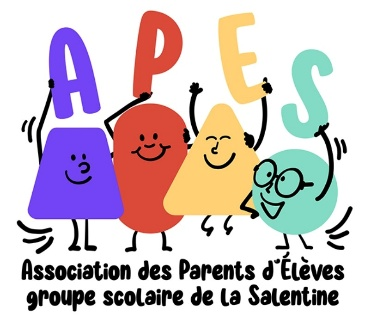 APES
Association des Parents d'Élèves
groupe scolaire de la Salentine